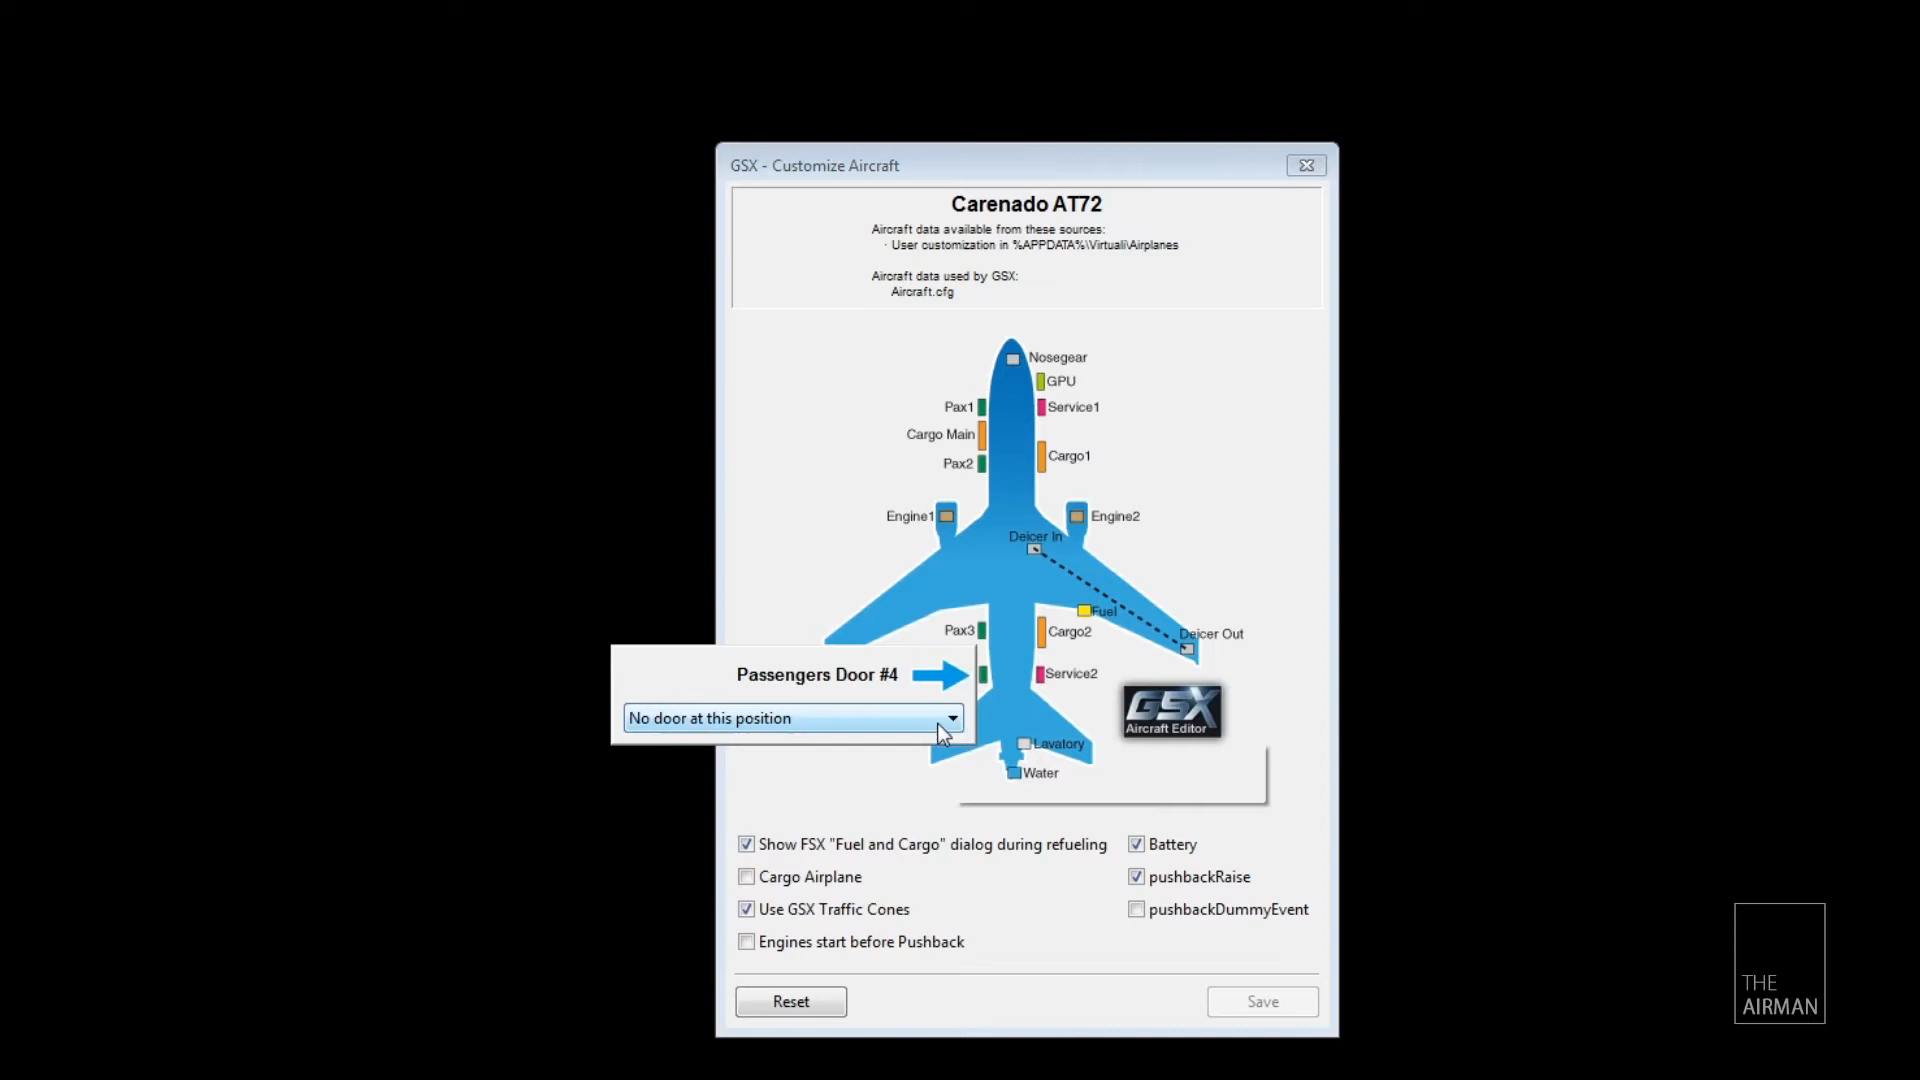 GSX - Customize Aircraft
Carenado AT72
Aircraft data available from these sources:
· User customization in %APPDATA%\Virtuali\Airplanes
Aircraft data used by GSX:
Aircraft.cfg
Nosegear
GPU
Pax1
Service1
Cargo Main
Pax2
Cargo1
Engine1
Engine2
Deicer In
Fuel
Pax3
Cargo2
Deicer Out
Passengers Door #4
Service2
No door at this position
GSX
Aircraft Editor
Lavatory
Water
Show FSX "Fuel and Cargo" dialog during refueling
Battery
Cargo Airplane
pushbackRaise
Use GSX Traffic Cones
pushbackDummyEvent
Engines start before Pushback
Reset
Save
THE
AIRMAN